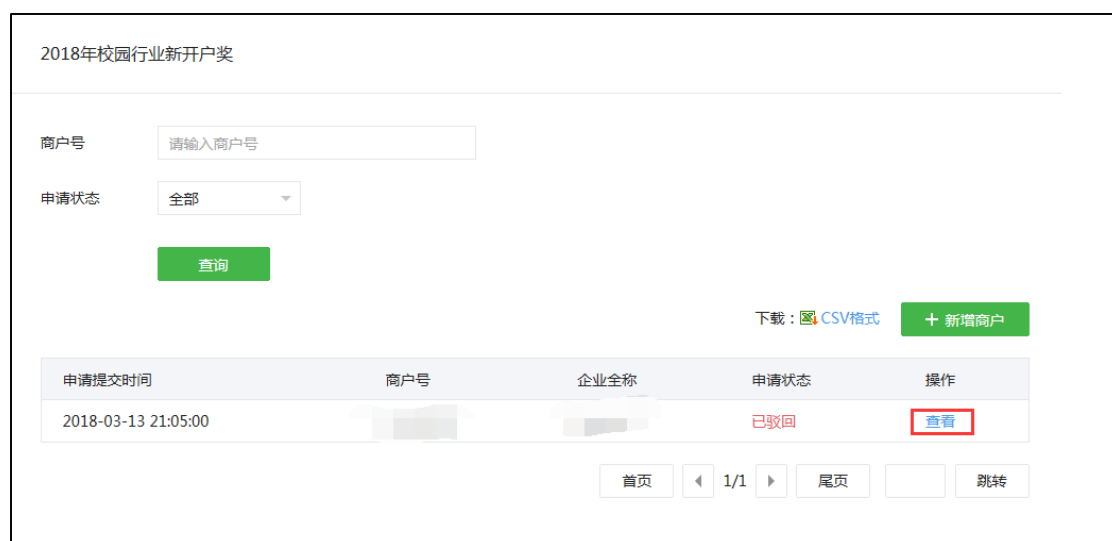 2018年校园行业新开户奖
商户号 请输入商户号
申请状态 全部
查询
下载：CSV格式 + 新增商户
申请提交时间 商户号 企业全称 申请状态 操作
2018-03-13 21:05:00 已驳回 查看
首页 1/1 尾页 跳转